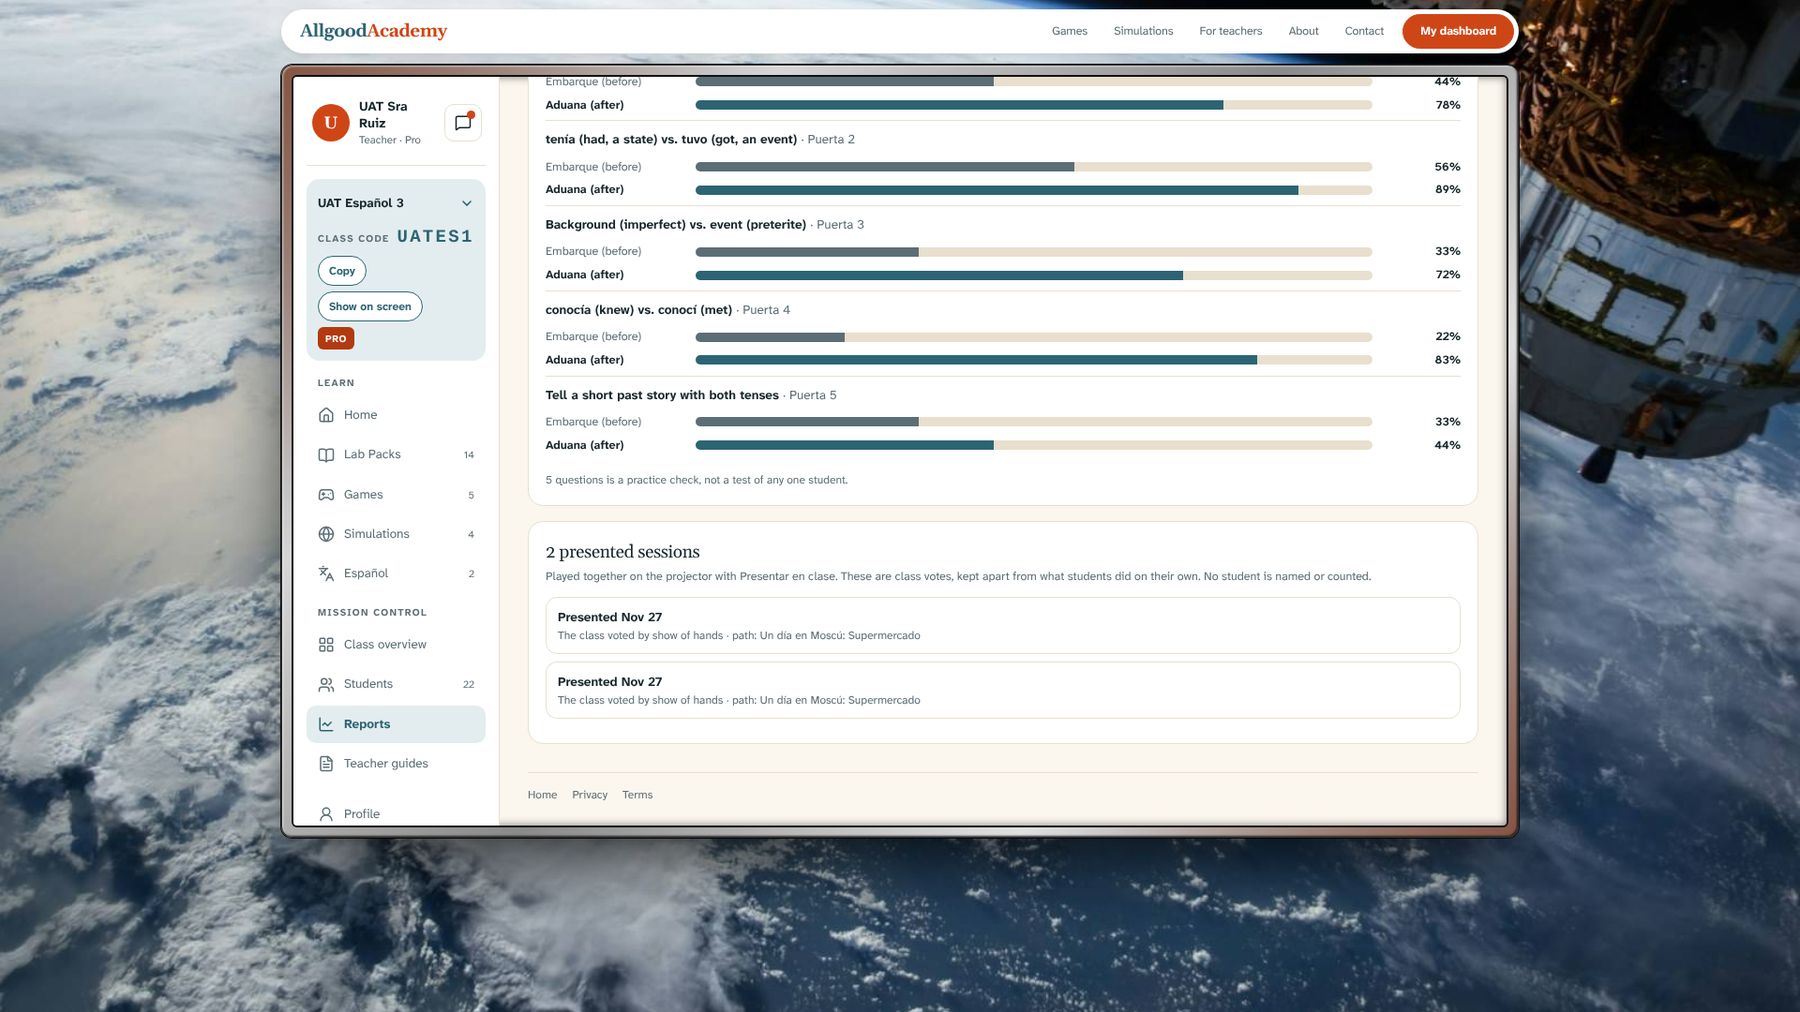 AllgoodAcademy
Games
Simulations
For teachers
About
Contact
My dashboard
U
UAT Sra
Ruiz
Teacher · Pro
UAT Español 3
CLASS CODE UATES1
Copy
Show on screen
PRO
LEARN
Home
Lab Packs 14
Games 5
Simulations 4
Español 2
MISSION CONTROL
Class overview
Students 22
Reports
Teacher guides
Profile
Embarque (before) 44%
Aduana (after) 78%
tenía (had, a state) vs. tuvo (got, an event) · Puerta 2
Embarque (before) 56%
Aduana (after) 89%
Background (imperfect) vs. event (preterite) · Puerta 3
Embarque (before) 33%
Aduana (after) 72%
conocía (knew) vs. conocí (met) · Puerta 4
Embarque (before) 22%
Aduana (after) 83%
Tell a short past story with both tenses · Puerta 5
Embarque (before) 33%
Aduana (after) 44%
5 questions is a practice check, not a test of any one student.
2 presented sessions
Played together on the projector with Presentar en clase. These are class votes, kept apart from what students did on their own. No student is named or counted.
Presented Nov 27
The class voted by show of hands · path: Un día en Moscú: Supermercado
Presented Nov 27
The class voted by show of hands · path: Un día en Moscú: Supermercado
Home Privacy Terms